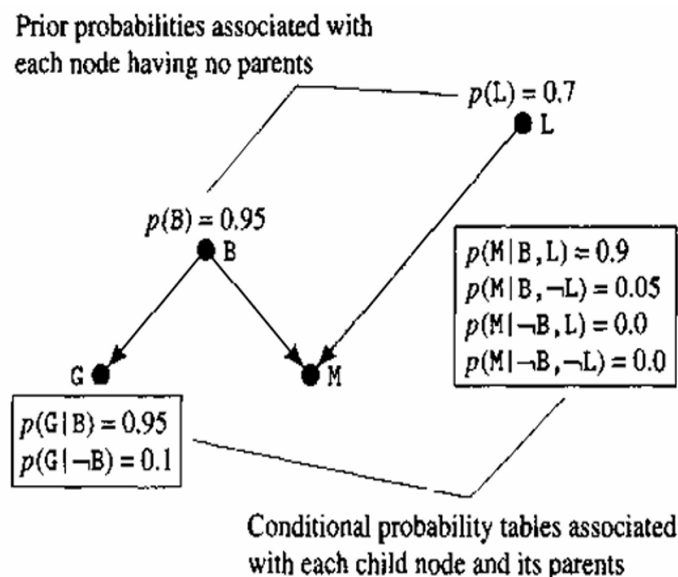 Prior probabilities associated with
each node having no parents
p(L) = 0.7
L
p(B) = 0.95
B
p(M|B,L) = 0.9
p(M|B,¬L) = 0.05
p(M|¬B,L) = 0.0
p(M|¬B,¬L) = 0.0
G
M
p(G|B) = 0.95
p(G|¬B) = 0.1
Conditional probability tables associated
with each child node and its parents